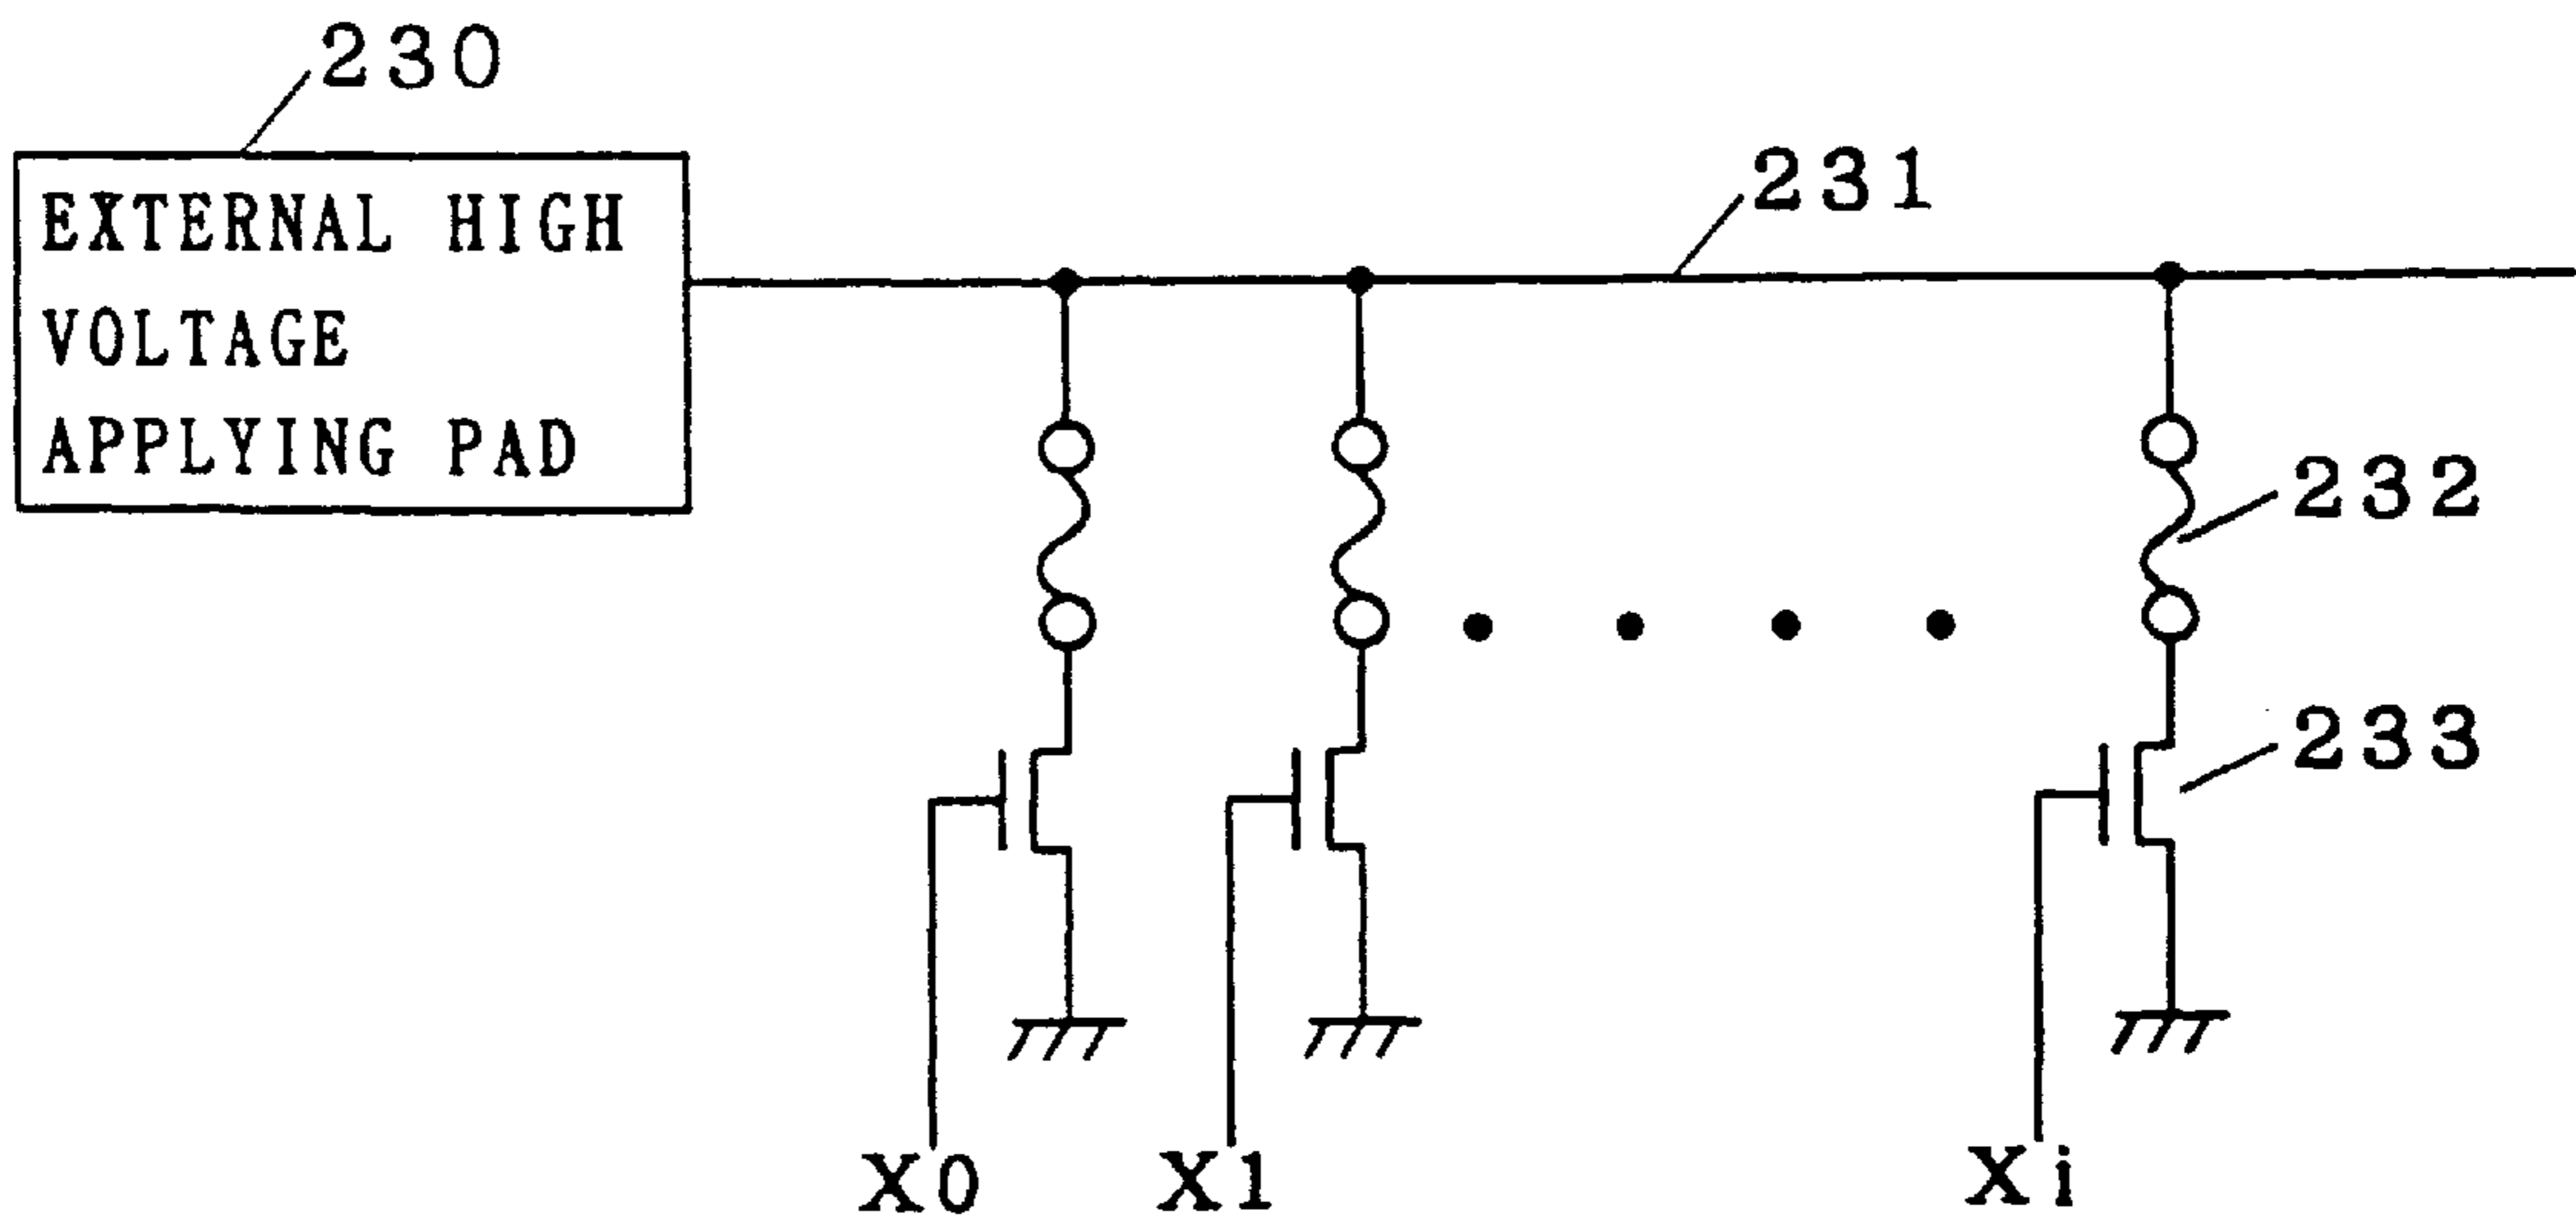 230
EXTERNAL HIGH
VOLTAGE
APPLYING PAD
231
232
233
X0
X1
Xi